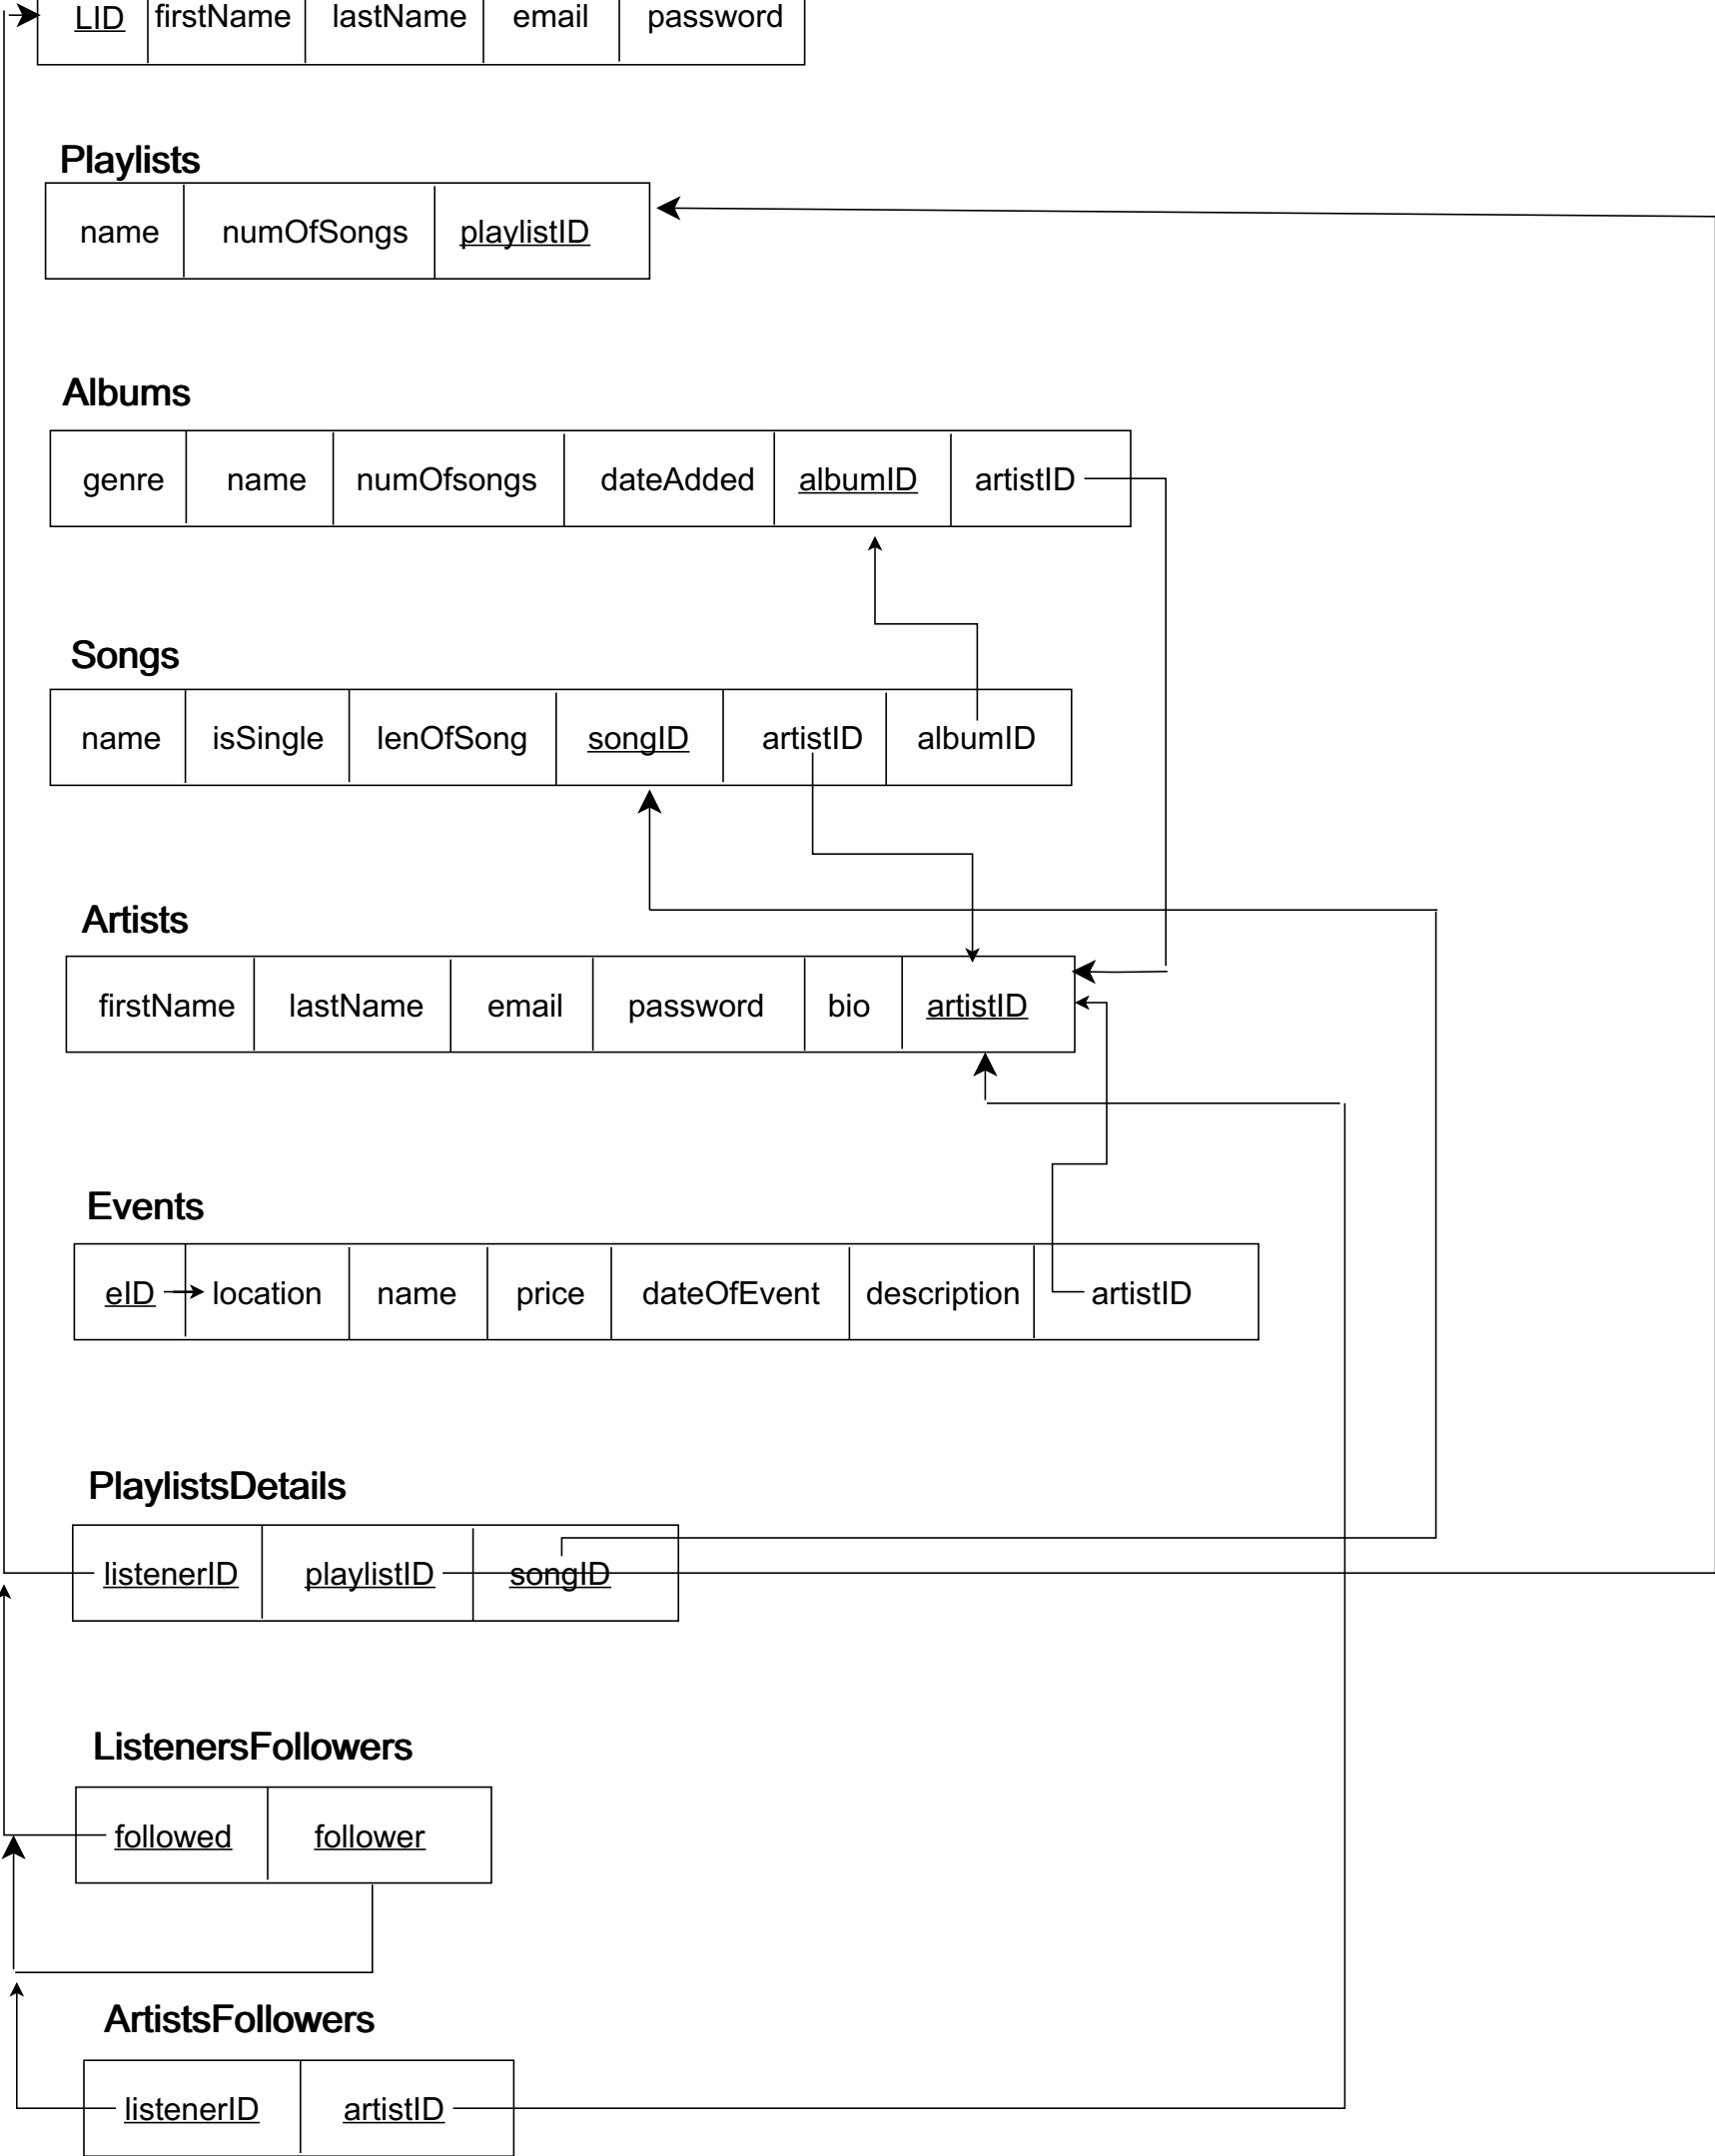 LID firstName lastName email password
Playlists
name numOfSongs playlistID
Albums
genre name numOfsongs dateAdded albumID artistID
Songs
name isSingle lenOfSong songID artistID albumID
Artists
firstName lastName email password bio artistID
Events
eID location name price dateOfEvent description artistID
PlaylistsDetails
listenerID playlistID songID
ListenersFollowers
followed follower
ArtistsFollowers
listenerID artistID